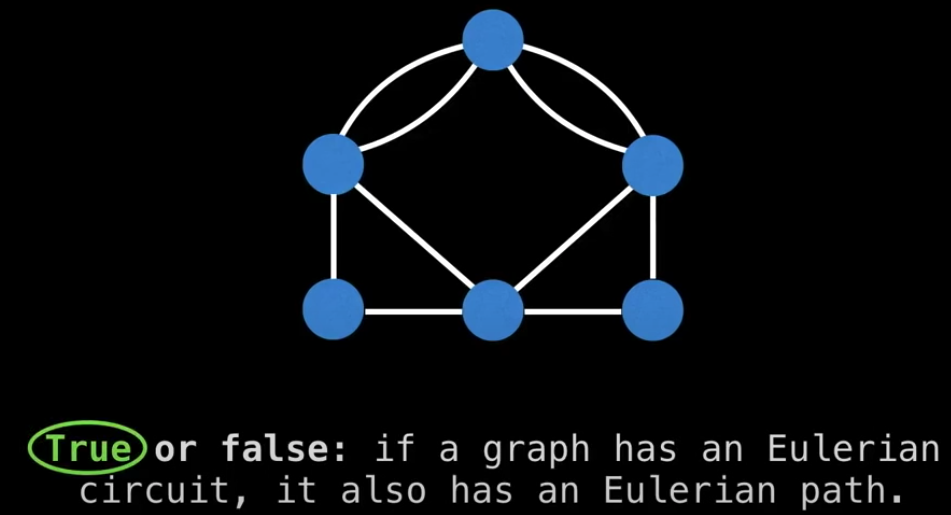 True or false: if a graph has an Eulerian
circuit, it also has an Eulerian path.